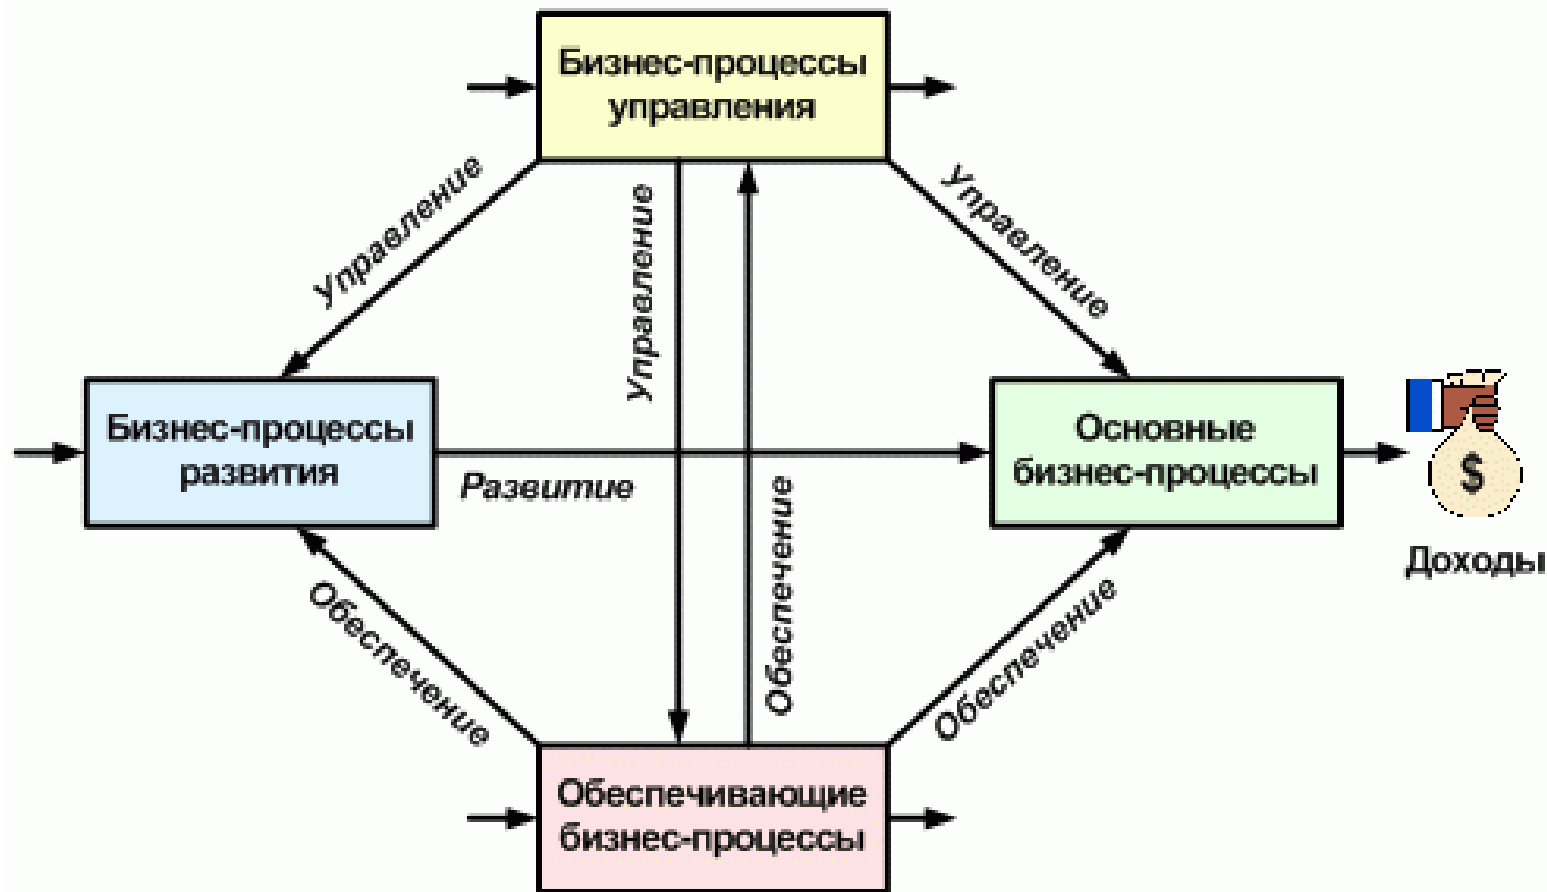 Бизнес-процессы
управления
Управление
Управление
Управление
Бизнес-процессы
развития
Развитие
Основные
бизнес-процессы
$
Доходы
Обеспечение
Обеспечение
Обеспечение
Обеспечивающие
бизнес-процессы